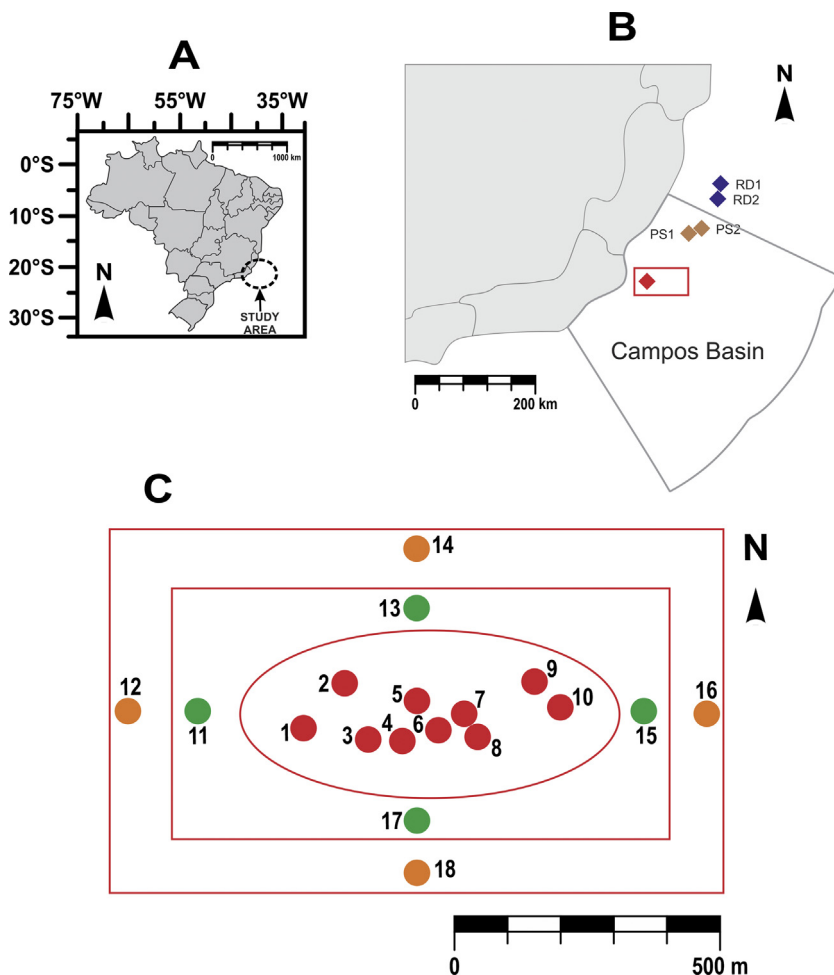 A
75°W 55°W 35°W
0 1000 km
0°S
10°S
20°S
30°S
N
STUDY
AREA
B
N
RD1
RD2
PS1 PS2
Campos Basin
0 200 km
C
N
14
13
12
11
2
9
5
7
10
1
3
4
6
8
16
15
17
18
0 500 m